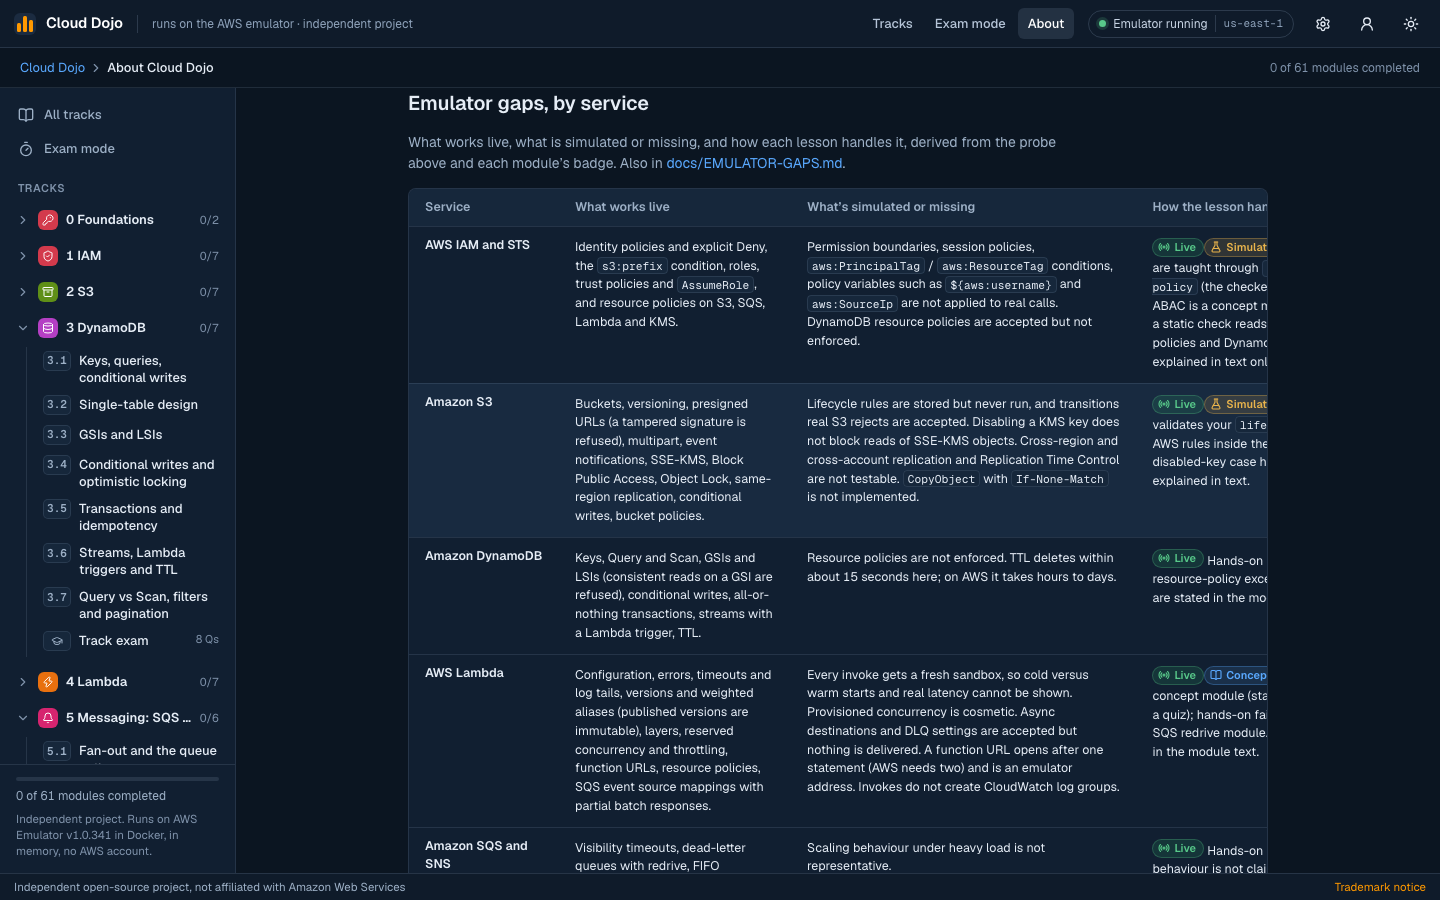 Cloud Dojo
runs on the AWS emulator · independent project
Tracks
Exam mode
About
Emulator running
us-east-1
Cloud Dojo > About Cloud Dojo
0 of 61 modules completed
All tracks
Exam mode
TRACKS
0 Foundations 0/2
1 IAM 0/7
2 S3 0/7
3 DynamoDB 0/7
3.1 Keys, queries,
conditional writes
3.2 Single-table design
3.3 GSIs and LSIs
3.4 Conditional writes and
optimistic locking
3.5 Transactions and
idempotency
3.6 Streams, Lambda
triggers and TTL
3.7 Query vs Scan, filters
and pagination
Track exam 8 Qs
4 Lambda 0/7
5 Messaging: SQS ... 0/6
5.1 Fan-out and the queue
0 of 61 modules completed
Independent project. Runs on AWS
Emulator v1.0.341 in Docker, in
memory, no AWS account.
Emulator gaps, by service
What works live, what is simulated or missing, and how each lesson handles it, derived from the probe
above and each module's badge. Also in docs/EMULATOR-GAPS.md.
Service
What works live
What's simulated or missing
How the lesson han
AWS IAM and STS
Identity policies and explicit Deny,
the s3:prefix condition, roles,
trust policies and AssumeRole,
and resource policies on S3, SQS,
Lambda and KMS.
Permission boundaries, session policies,
aws:PrincipalTag / aws:ResourceTag conditions,
policy variables such as ${aws:username} and
aws:SourceIp are not applied to real calls.
DynamoDB resource policies are accepted but not
enforced.
Live Simulat
are taught through
policy (the checke
ABAC is a concept m
a static check reads
policies and Dynamo
explained in text onl
Amazon S3
Buckets, versioning, presigned
URLs (a tampered signature is
refused), multipart, event
notifications, SSE-KMS, Block
Public Access, Object Lock, same-
region replication, conditional
writes, bucket policies.
Lifecycle rules are stored but never run, and transitions
real S3 rejects are accepted. Disabling a KMS key does
not block reads of SSE-KMS objects. Cross-region and
cross-account replication and Replication Time Control
are not testable. CopyObject with If-None-Match
is not implemented.
Live Simulat
validates your life
AWS rules inside the
disabled-key case h
explained in text.
Amazon DynamoDB
Keys, Query and Scan, GSIs and
LSIs (consistent reads on a GSI are
refused), conditional writes, all-or-
nothing transactions, streams with
a Lambda trigger, TTL.
Resource policies are not enforced. TTL deletes within
about 15 seconds here; on AWS it takes hours to days.
Live Hands-on
resource-policy exce
are stated in the mo
AWS Lambda
Configuration, errors, timeouts and
log tails, versions and weighted
aliases (published versions are
immutable), layers, reserved
concurrency and throttling,
function URLs, resource policies,
SQS event source mappings with
partial batch responses.
Every invoke gets a fresh sandbox, so cold versus
warm starts and real latency cannot be shown.
Provisioned concurrency is cosmetic. Async
destinations and DLQ settings are accepted but
nothing is delivered. A function URL opens after one
statement (AWS needs two) and is an emulator
address. Invokes do not create CloudWatch log groups.
Live Concep
concept module (sta
a quiz); hands-on fai
SQS redrive module.
in the module text.
Amazon SQS and
SNS
Visibility timeouts, dead-letter
queues with redrive, FIFO
Scaling behaviour under heavy load is not
representative.
Live Hands-on
behaviour is not clai
Independent open-source project, not affiliated with Amazon Web Services
Trademark notice